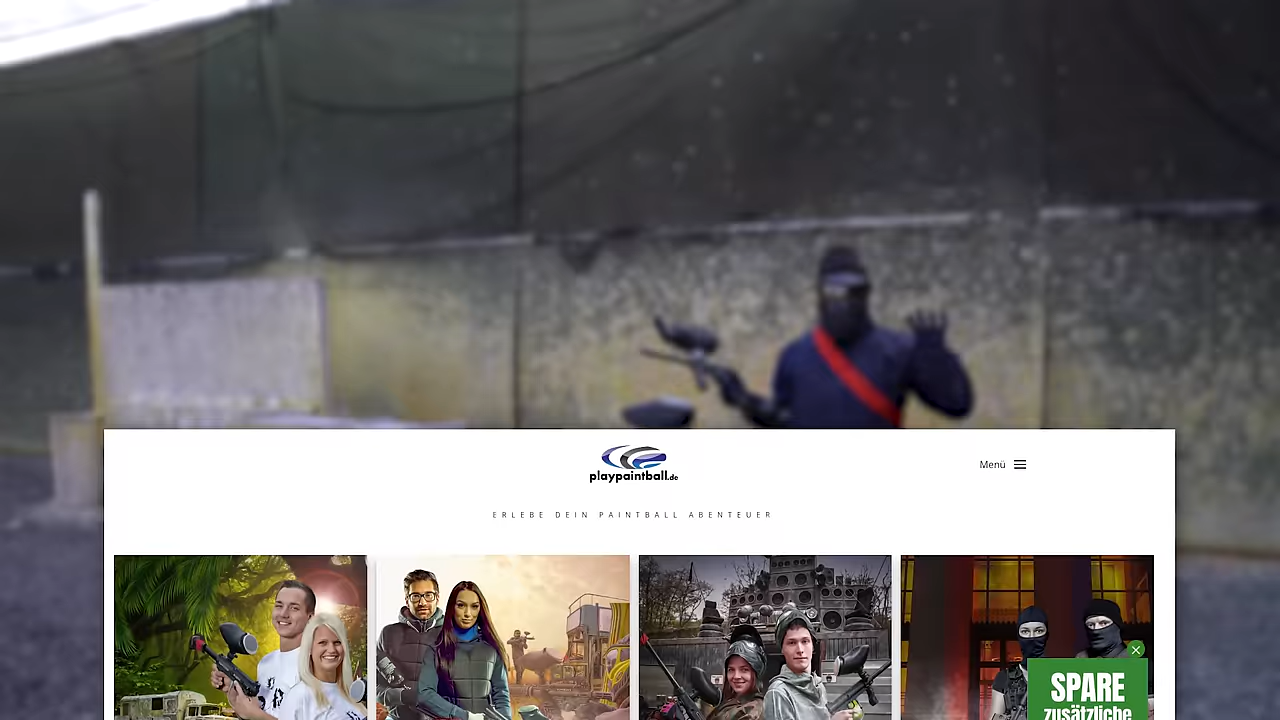 playpaintball.de
Menü
ERLEBE DEIN PAINTBALL ABENTEUER
SPARE
zusätzliche